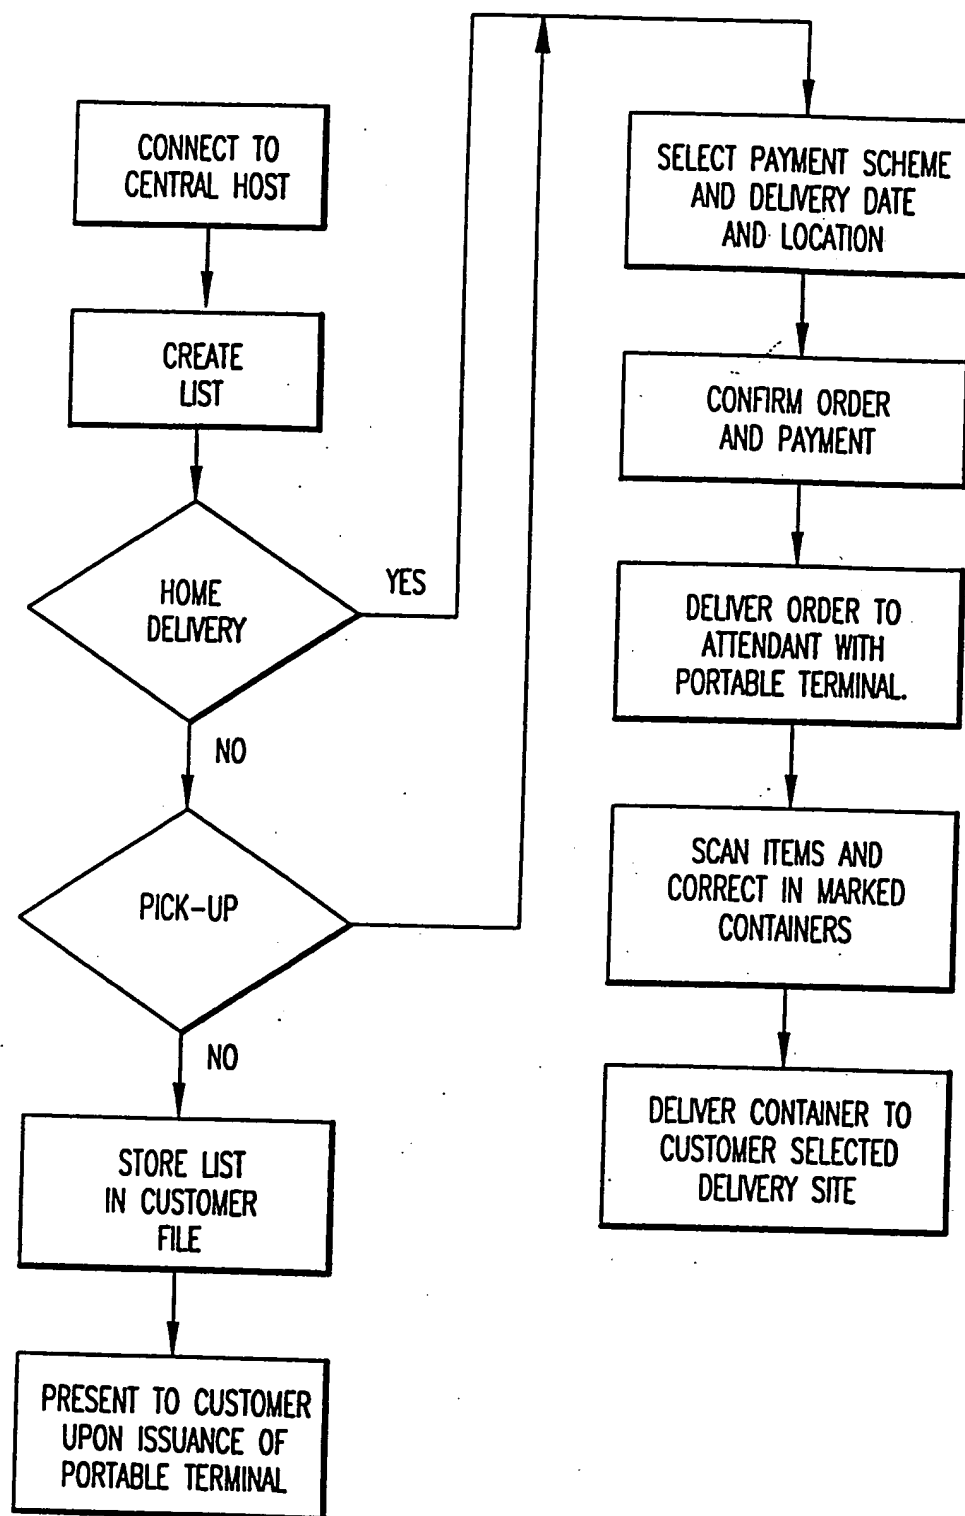 CONNECT TO
CENTRAL HOST
CREATE
LIST
HOME
DELIVERY
YES
NO
PICK-UP
NO
STORE LIST
IN CUSTOMER
FILE
PRESENT TO CUSTOMER
UPON ISSUANCE OF
PORTABLE TERMINAL
SELECT PAYMENT SCHEME
AND DELIVERY DATE
AND LOCATION
CONFIRM ORDER
AND PAYMENT
DELIVER ORDER TO
ATTENDANT WITH
PORTABLE TERMINAL.
SCAN ITEMS AND
CORRECT IN MARKED
CONTAINERS
DELIVER CONTAINER TO
CUSTOMER SELECTED
DELIVERY SITE